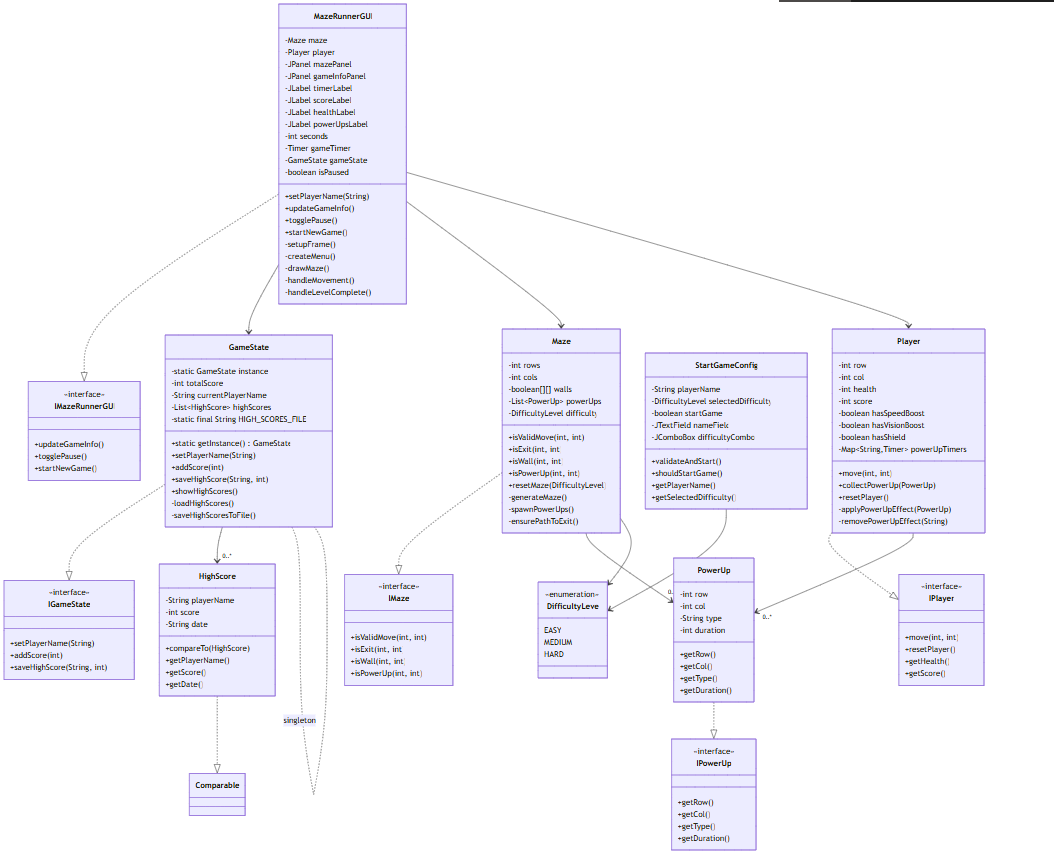 MazeRunnerGUI
-Maze maze
-Player player
-JPanel mazePanel
-JPanel gameInfoPanel
-JLabel timerLabel
-JLabel scoreLabel
-JLabel healthLabel
-JLabel powerUpsLabel
-int seconds
-Timer gameTimer
-GameState gameState
-boolean isPaused
+setPlayerName(String)
+updateGameInfo()
+togglePause()
+startNewGame()
-setupFrame()
-createMenu()
-drawMaze()
-handleMovement()
-handleLevelComplete()
«interface»
IMazeRunnerGUI
+updateGameInfo()
+togglePause()
+startNewGame()
GameState
-static GameState instance
-int totalScore
-String currentPlayerName
-List<HighScore> highScores
-static final String HIGH_SCORES_FILE
+static getInstance() : GameState
+setPlayerName(String)
+addScore(int)
+saveHighScore(String, int)
+showHighScores()
-loadHighScores()
-saveHighScoresToFile()
Maze
-int rows
-int cols
-boolean[][] walls
-List<PowerUp> powerUps
-DifficultyLevel difficulty
+isValidMove(int, int)
+isExit(int, int
+isWall(int, int)
+isPowerUp(int, int)
+resetMaze(DifficultyLevel)
-generateMaze()
-spawnPowerUps()
-ensurePathToExit()
StartGameConfig
-String playerName
-DifficultyLevel selectedDifficulty
-boolean startGame
-JTextField nameField
-JComboBox difficultyCombo
+validateAndStart()
+shouldStartGame()
+getPlayerName()
+getSelectedDifficulty()
Player
-int row
-int col
-int health
-int score
-boolean hasSpeedBoost
-boolean hasVisionBoost
-boolean hasShield
-Map<String,Timer> powerUpTimers
+move(int, int)
+collectPowerUp(PowerUp)
+resetPlayer()
-applyPowerUpEffect(PowerUp)
-removePowerUpEffect(String)
«interface»
IGameState
+setPlayerName(String)
+addScore(int)
+saveHighScore(String, int)
0..*
HighScore
-String playerName
-int score
-String date
+compareTo(HighScore)
+getPlayerName()
+getScore()
+getDate()
singleton
Comparable
«interface»
IMaze
+isValidMove(int, int)
+isExit(int, int
+isWall(int, int
+isPowerUp(int, int)
«enumeration»
DifficultyLeve
EASY
MEDIUM
HARD
0..
PowerUp
-int row
-int col
-String type
-int duration
+getRow()
+getCol()
+getType()
+getDuration()
0..*
«interface»
IPlayer
+move(int, int)
+resetPlayer()
+getHealth()
+getScore()
«interface»
IPowerUp
+getRow()
+getCol()
+getType()
+getDuration()